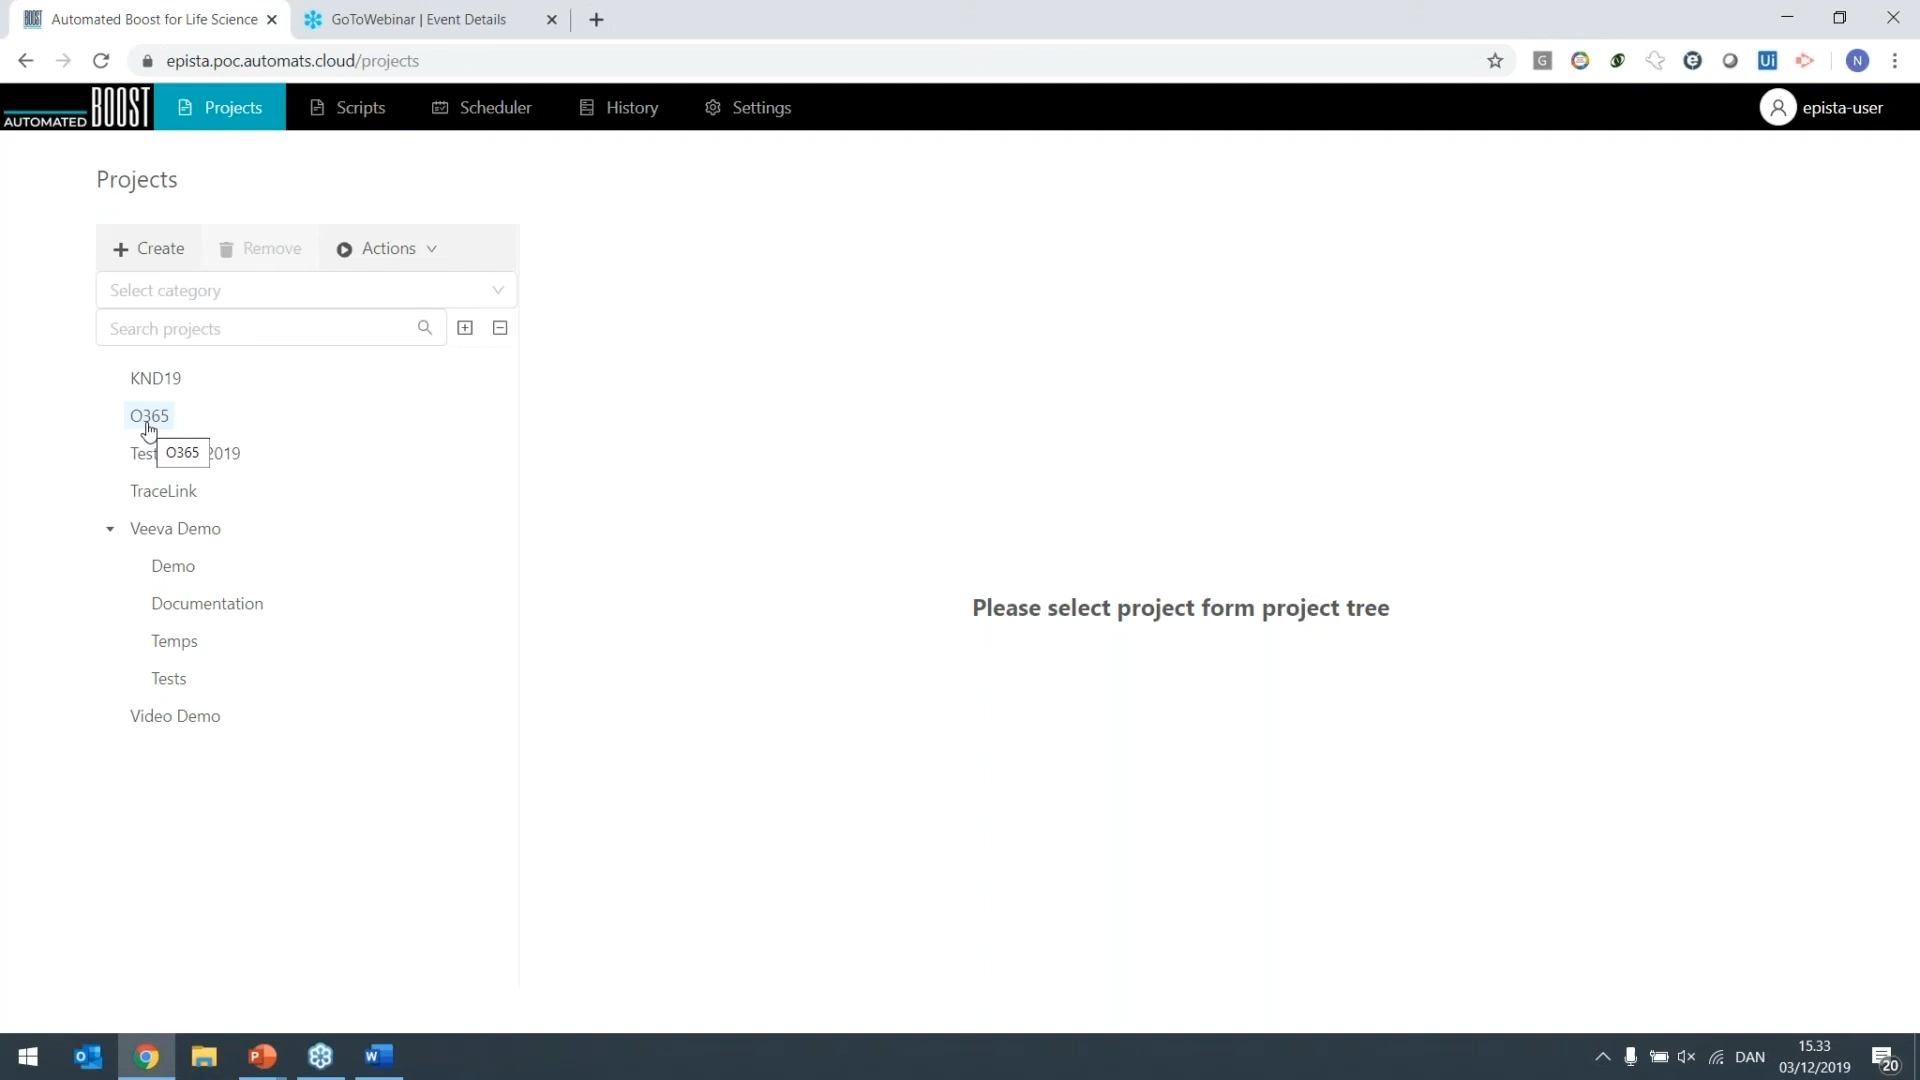 Automated Boost for Life Science
GoToWebinar | Event Details
epista.poc.automats.cloud/projects
G
Ui
N
AUTOMATED BOOST
Projects
Scripts
Scheduler
History
Settings
epista-user
Projects
Create
Remove
Actions
Select category
Search projects
KND19
O365
Test
O365
2019
TraceLink
Veeva Demo
Demo
Documentation
Temps
Tests
Video Demo
Please select project form project tree
DAN
15.33
03/12/2019
20